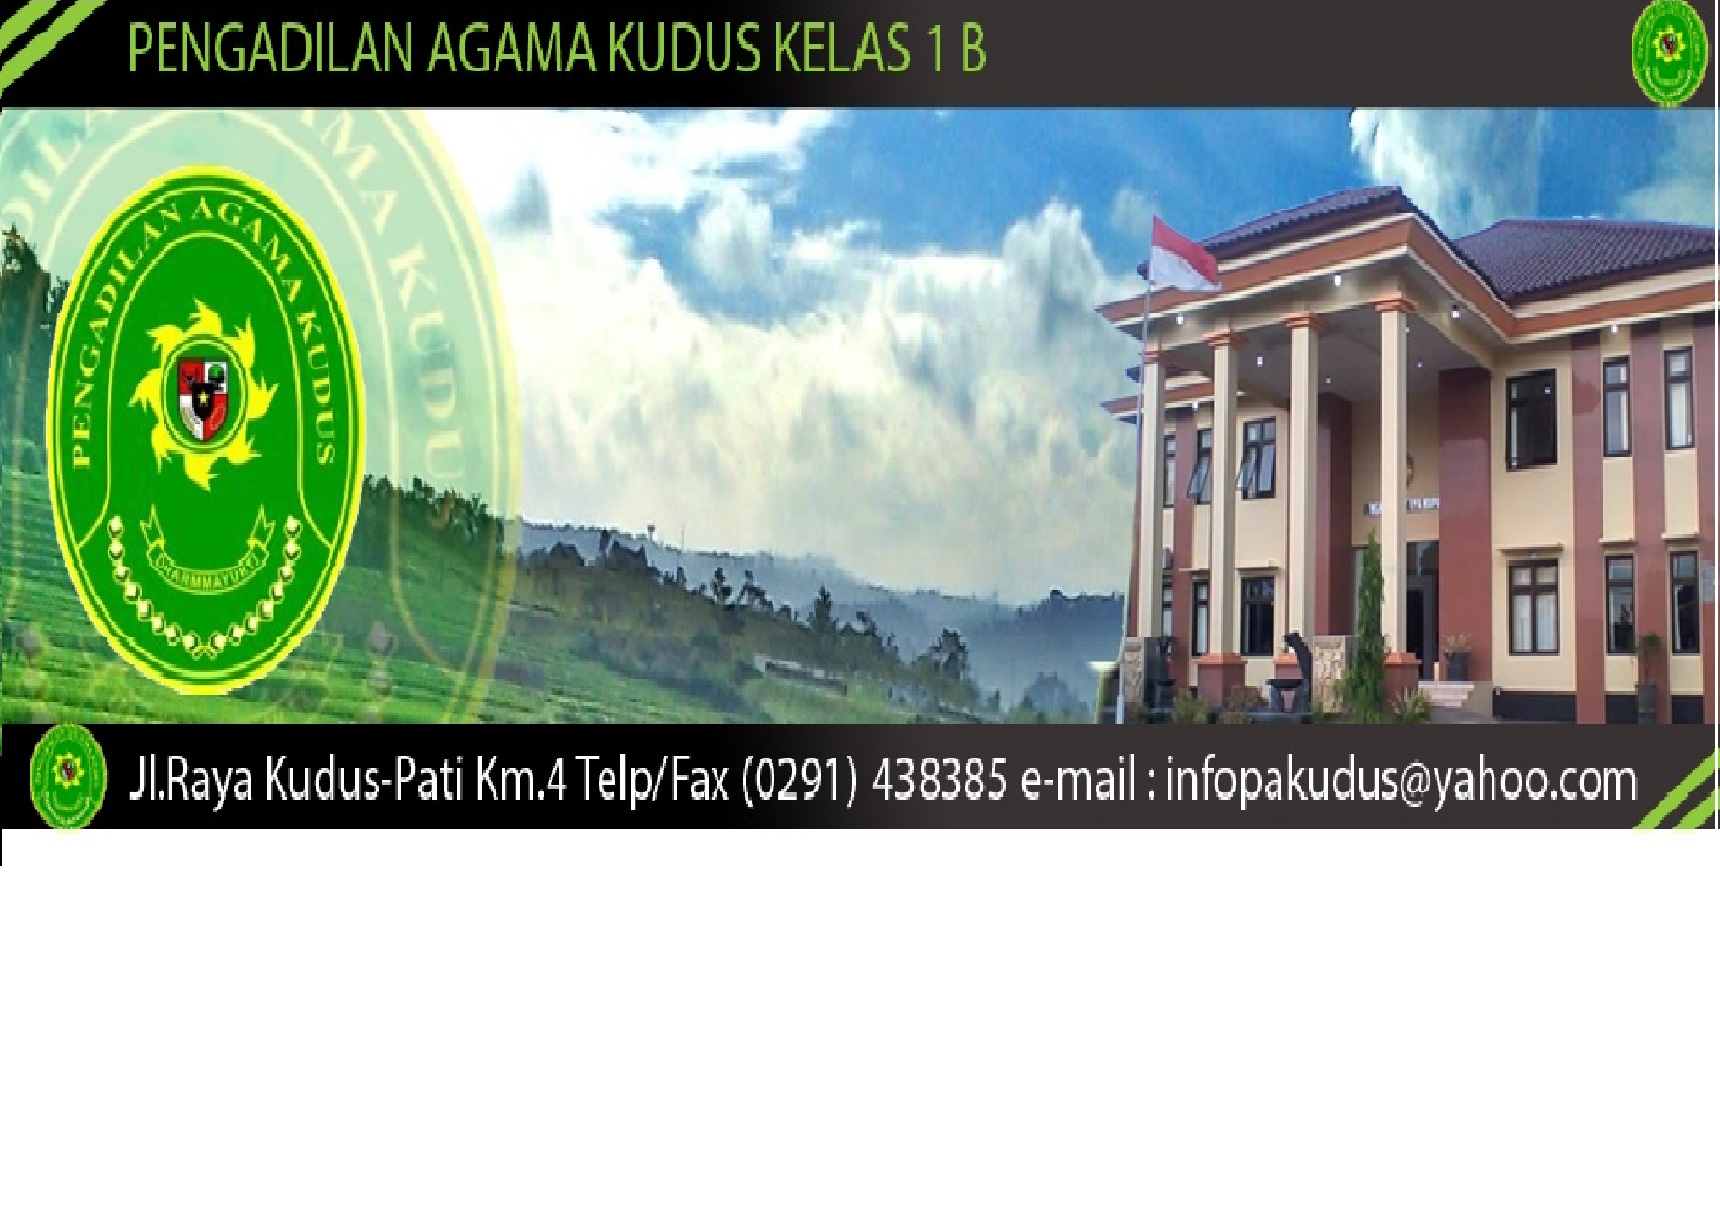 PENGADILAN AGAMA KUDUS KELAS 1 B
PENGADILAN AGAMA KUDUS
DHARMMAYUKTI
Jl.Raya Kudus-Pati Km.4 Telp/Fax (0291) 438385 e-mail : infopakudus@yahoo.com